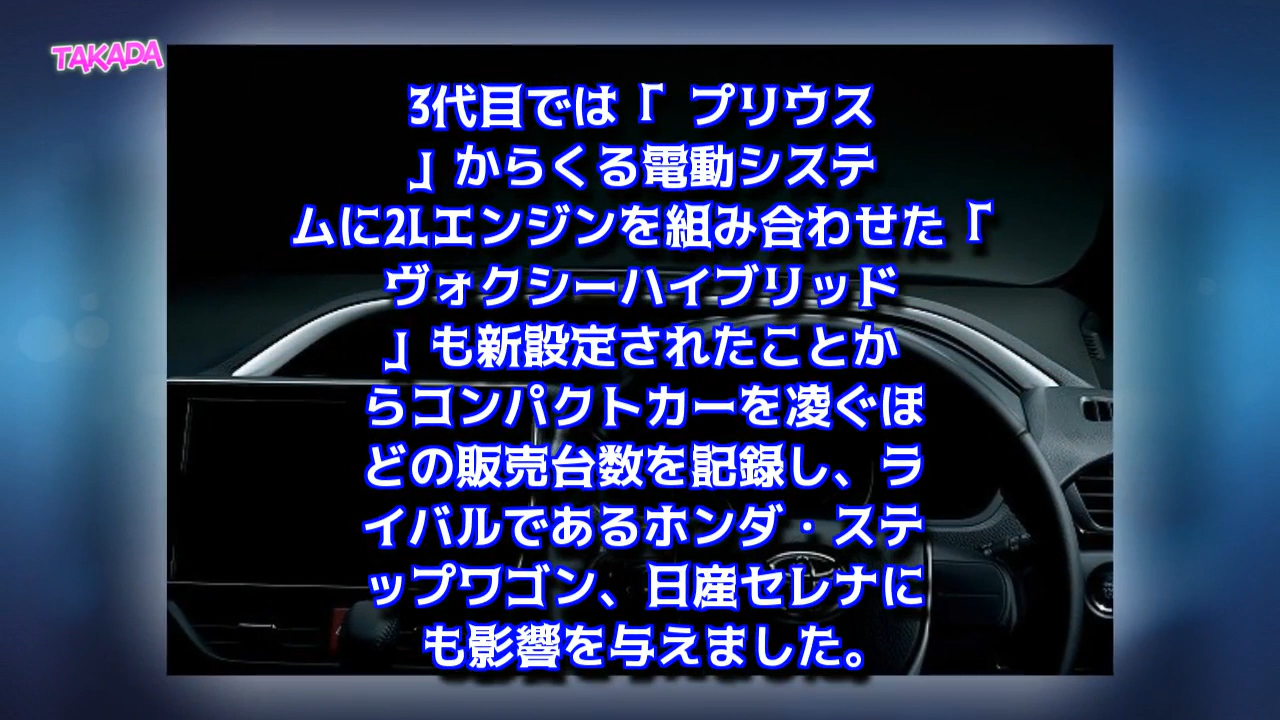 TAKADA
3代目では「 プリウス
」からくる電動システ
ムに2Lエンジンを組み合わせた「
ヴォクシーハイブリッド
」も新設定されたことか
らコンパクトカーを凌ぐほ
どの販売台数を記録し、ラ
イバルであるホンダ・ステ
ップワゴン、日産セレナに
も影響を与えました。